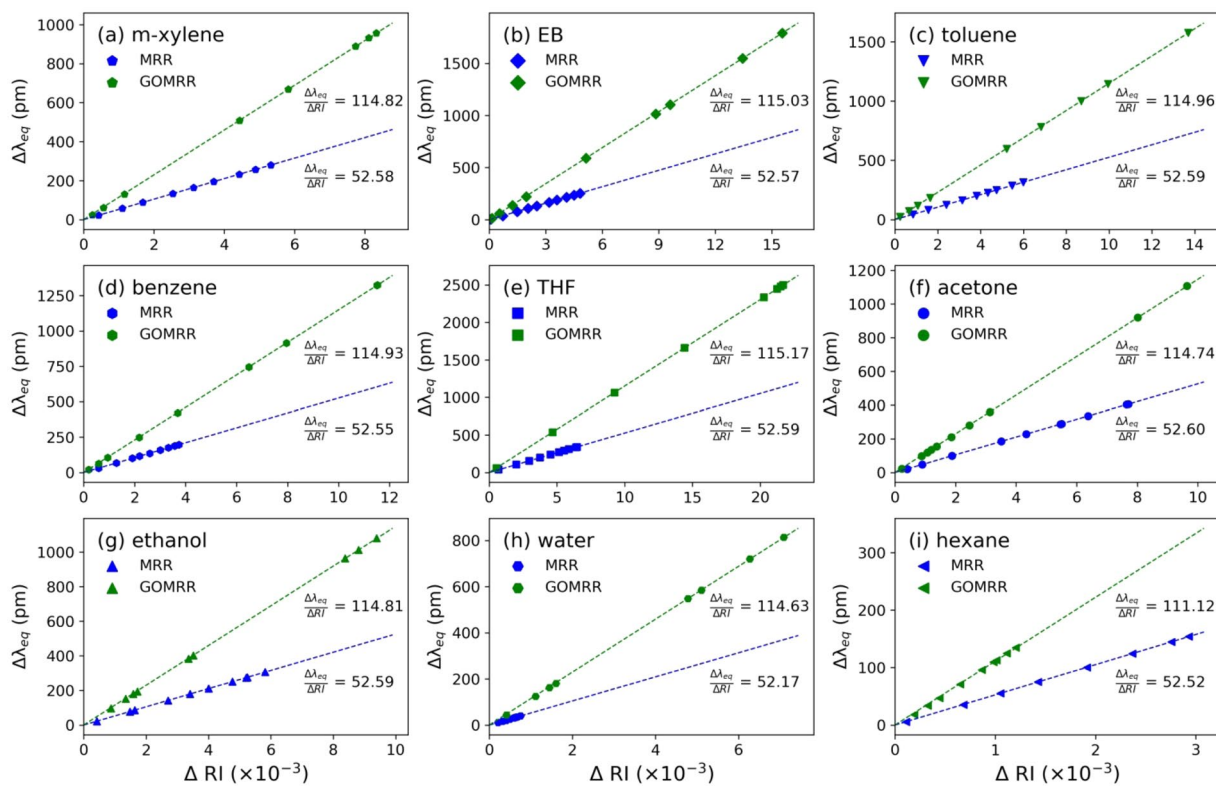 (a) m-xylene
MRR
GOMRR
Δλeq/ΔRI = 114.82
Δλeq/ΔRI = 52.58
Δλeq (pm)
1000
800
600
400
200
0
0 2 4 6 8
(b) EB
MRR
GOMRR
Δλeq/ΔRI = 115.03
Δλeq/ΔRI = 52.57
1500
1000
500
0
0 3 6 9 12 15
(c) toluene
MRR
GOMRR
Δλeq/ΔRI = 114.96
Δλeq/ΔRI = 52.59
Δλeq (pm)
1500
1000
500
0
0 2 4 6 8 10 12 14
(d) benzene
MRR
GOMRR
Δλeq/ΔRI = 114.93
Δλeq/ΔRI = 52.55
Δλeq (pm)
1250
1000
750
500
250
0
0 2 4 6 8 10 12
(e) THF
MRR
GOMRR
Δλeq/ΔRI = 115.17
Δλeq/ΔRI = 52.59
2500
2000
1500
1000
500
0
0 5 10 15 20
(f) acetone
MRR
GOMRR
Δλeq/ΔRI = 114.74
Δλeq/ΔRI = 52.60
Δλeq (pm)
1200
1000
800
600
400
200
0
0 2 4 6 8 10
(g) ethanol
MRR
GOMRR
Δλeq/ΔRI = 114.81
Δλeq/ΔRI = 52.59
Δλeq (pm)
1000
800
600
400
200
0
0 2 4 6 8 10
Δ RI (×10⁻³)
(h) water
MRR
GOMRR
Δλeq/ΔRI = 114.63
Δλeq/ΔRI = 52.17
800
600
400
200
0
0 2 4 6
Δ RI (×10⁻³)
(i) hexane
MRR
GOMRR
Δλeq/ΔRI = 111.12
Δλeq/ΔRI = 52.52
Δλeq (pm)
300
200
100
0
0 1 2 3
Δ RI (×10⁻³)